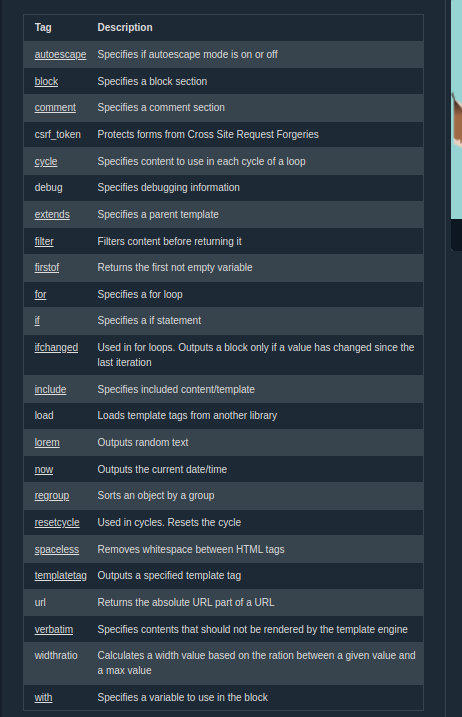 Tag Description
autoescape Specifies if autoescape mode is on or off
block Specifies a block section
comment Specifies a comment section
csrf_token Protects forms from Cross Site Request Forgeries
cycle Specifies content to use in each cycle of a loop
debug Specifies debugging information
extends Specifies a parent template
filter Filters content before returning it
firstof Returns the first not empty variable
for Specifies a for loop
if Specifies a if statement
ifchanged Used in for loops. Outputs a block only if a value has changed since the
last iteration
include Specifies included content/template
load Loads template tags from another library
lorem Outputs random text
now Outputs the current date/time
regroup Sorts an object by a group
resetcycle Used in cycles. Resets the cycle
spaceless Removes whitespace between HTML tags
templatetag Outputs a specified template tag
url Returns the absolute URL part of a URL
verbatim Specifies contents that should not be rendered by the template engine
widthratio Calculates a width value based on the ration between a given value and
a max value
with Specifies a variable to use in the block